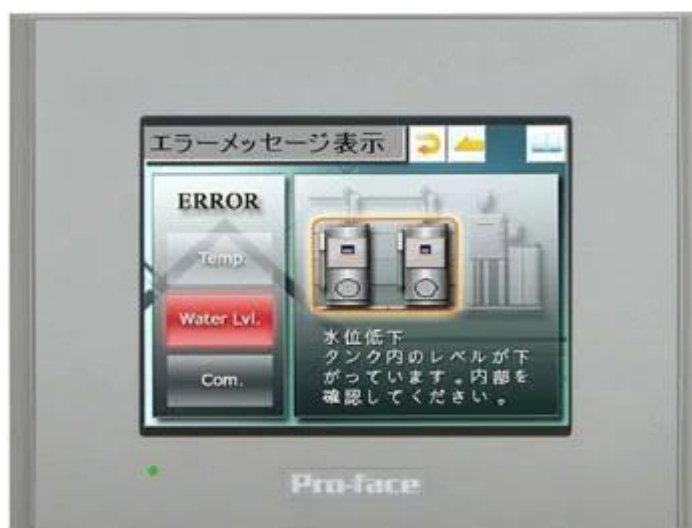 エラーメッセージ表示
ERROR
Temp.
Water Lvl.
Com.
水位低下
タンク内のレベルが下
がっています。内部を
確認してください。
Pro-face